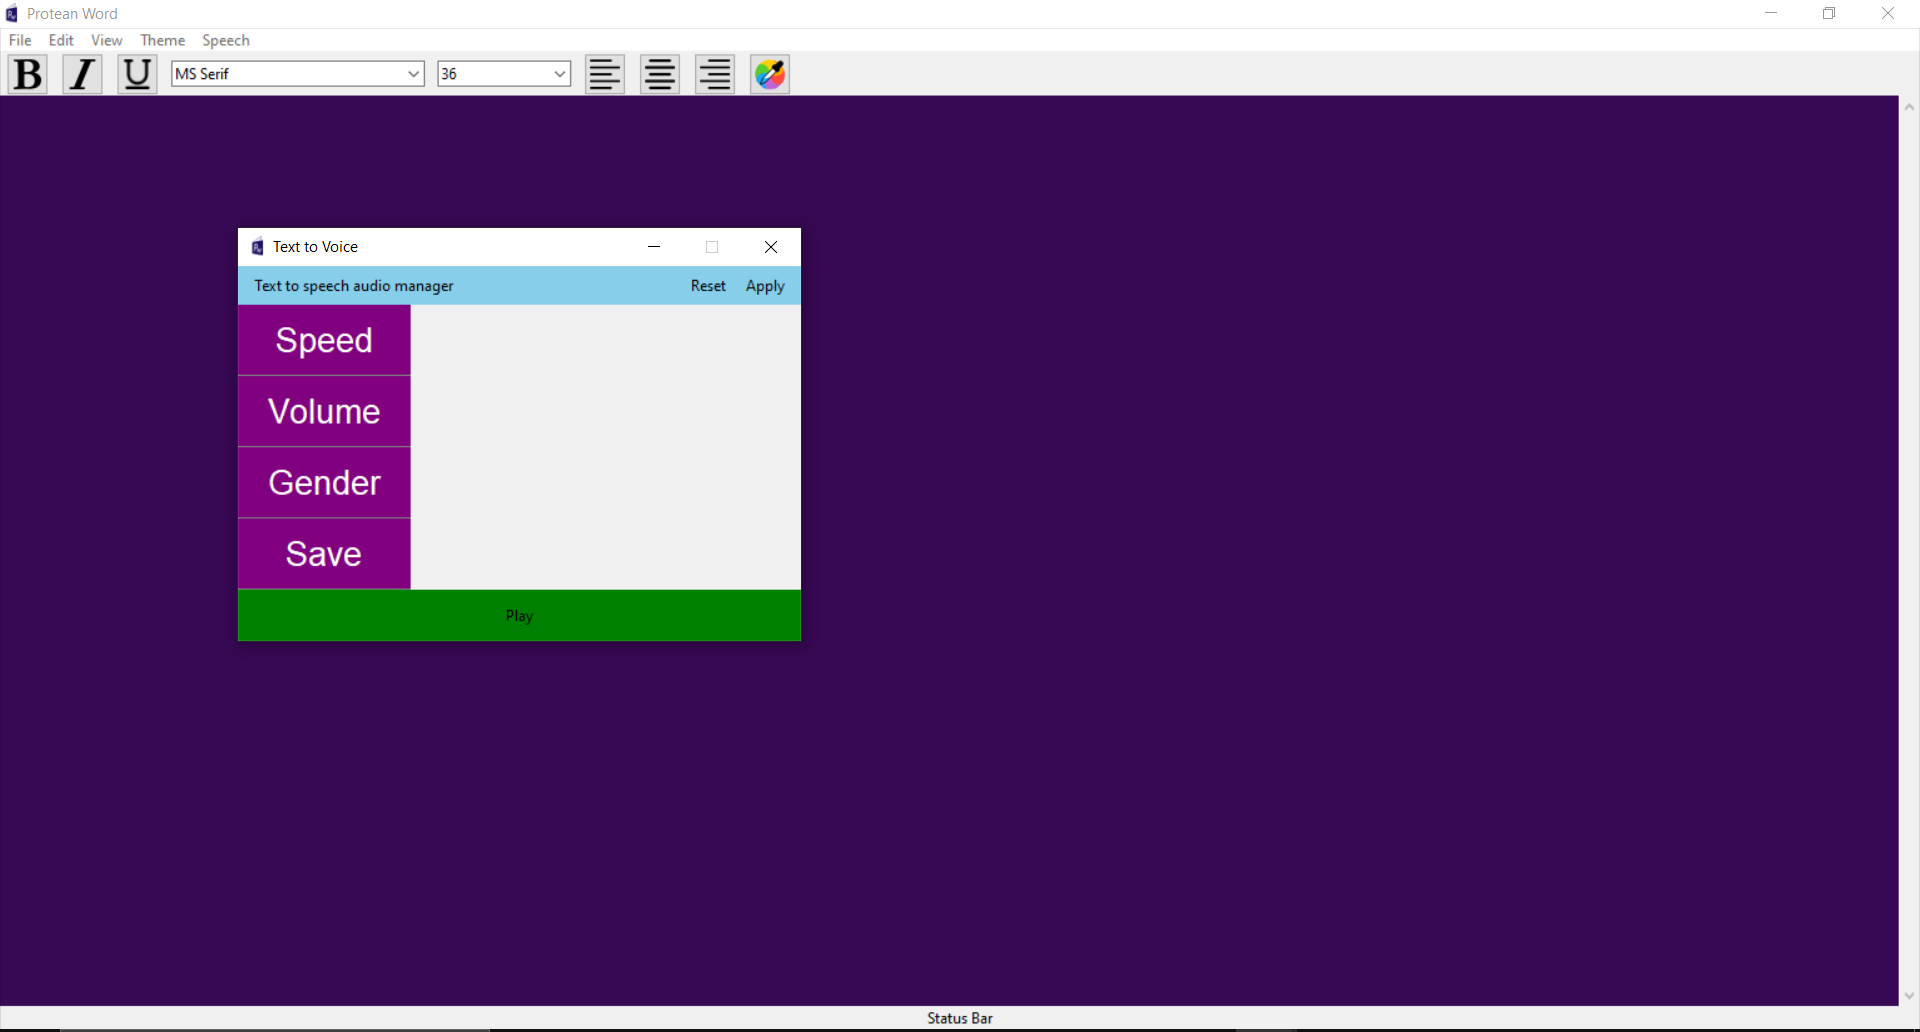 Protean Word
File Edit View Theme Speech
B I U MS Serif 36
Text to Voice
Text to speech audio manager Reset Apply
Speed
Volume
Gender
Save
Play
Status Bar